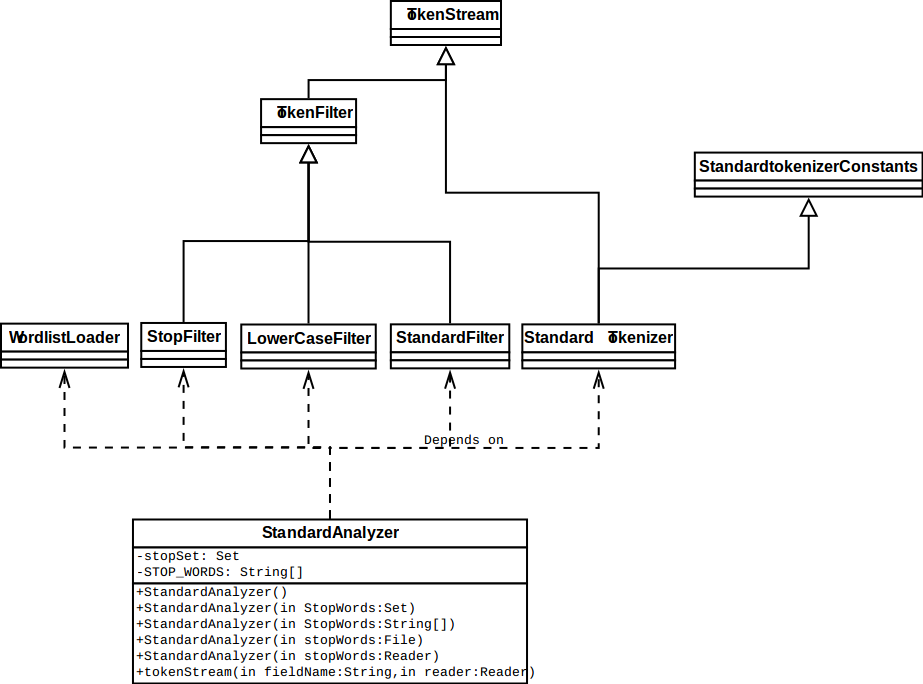 TokenStream
TokenFilter
StandardtokenizerConstants
WordlistLoader
StopFilter
LowerCaseFilter
StandardFilter
Standard Tokenizer
Depends on
StandardAnalyzer
-stopSet: Set
-STOP_WORDS: String[]
+StandardAnalyzer()
+StandardAnalyzer(in StopWords:Set)
+StandardAnalyzer(in StopWords:String[])
+StandardAnalyzer(in stopWords:File)
+StandardAnalyzer(in stopWords:Reader)
+tokenStream(in fieldName:String,in reader:Reader)